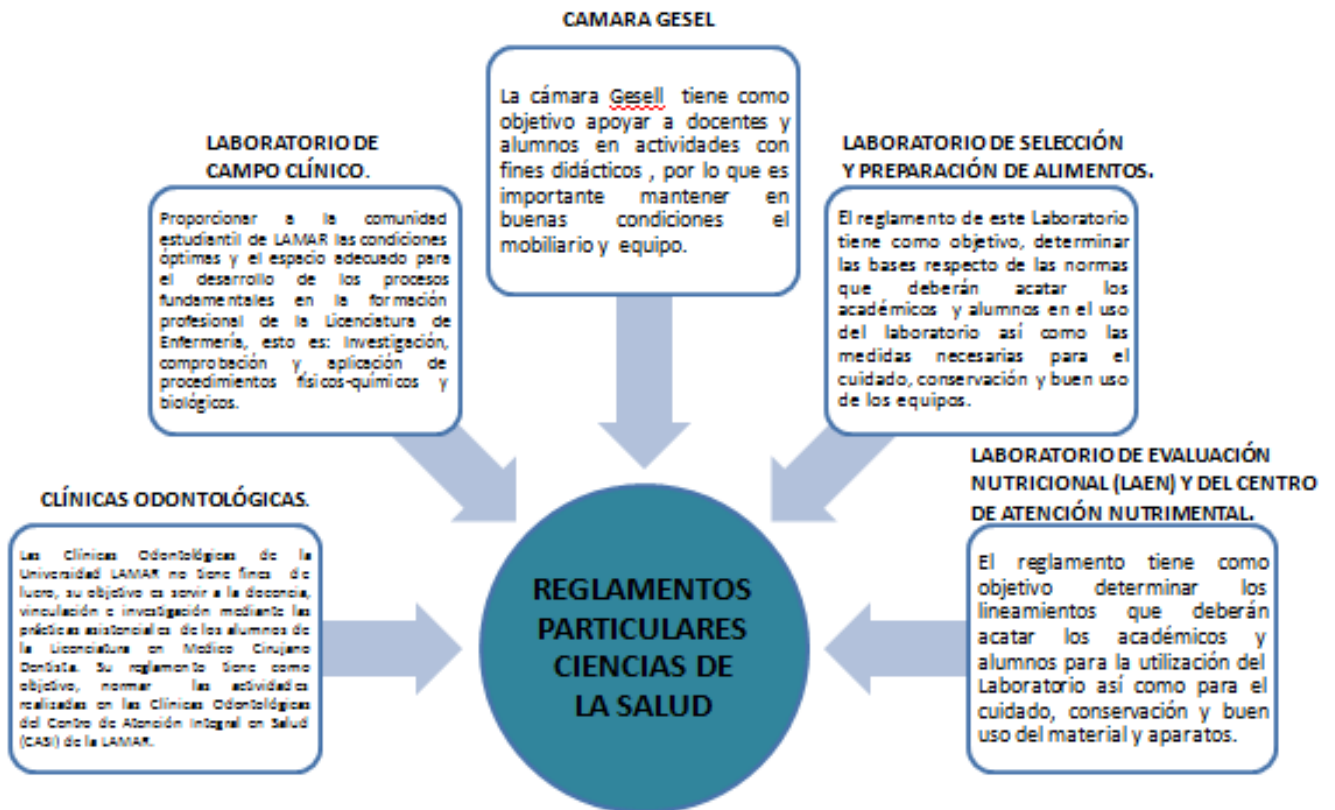 CAMARA GESEL
La cámara Gesell tiene como
objetivo apoyar a docentes y
alumnos en actividades con
fines didácticos , por lo que es
importante mantener en
buenas condiciones el
mobiliario y equipo.
LABORATORIO DE
CAMPO CLÍNICO.
Proporcionar a la comunidad
estudiantil de LAMAR las condiciones
óptimas y el espacio adecuado para
el desarrollo de los procesos
fundamentales en la formación
profesional de la Licenciatura de
Enfermería, esto es: Investigación,
comprobación y aplicación de
procedimientos físicos-químicos y
biológicos.
LABORATORIO DE SELECCIÓN
Y PREPARACIÓN DE ALIMENTOS.
El reglamento de este Laboratorio
tiene como objetivo, determinar
las bases respecto de las normas
que deberán acatar los
académicos y alumnos en el uso
del laboratorio así como las
medidas necesarias para el
cuidado, conservación y buen uso
de los equipos.
CLÍNICAS ODONTOLÓGICAS.
Las Clínicas Odontológicas de la
Universidad LAMAR no tiene fines de
lucro, su objetivo es servir a la docencia,
vinculación e investigación mediante las
prácticas asistenciales de los alumnos de
la Licenciatura en Medico Cirujano
Dentista. Su reglamento tiene como
objetivo, normar las actividades
realizadas en las Clínicas Odontológicas
del Centro de Atención Integral en Salud
(CASI) de la LAMAR.
LABORATORIO DE EVALUACIÓN
NUTRICIONAL (LAEN) Y DEL CENTRO
DE ATENCIÓN NUTRIMENTAL.
El reglamento tiene como
objetivo determinar los
lineamientos que deberán
acatar los académicos y
alumnos para la utilización del
Laboratorio así como para el
cuidado, conservación y buen
uso del material y aparatos.
REGLAMENTOS
PARTICULARES
CIENCIAS DE
LA SALUD